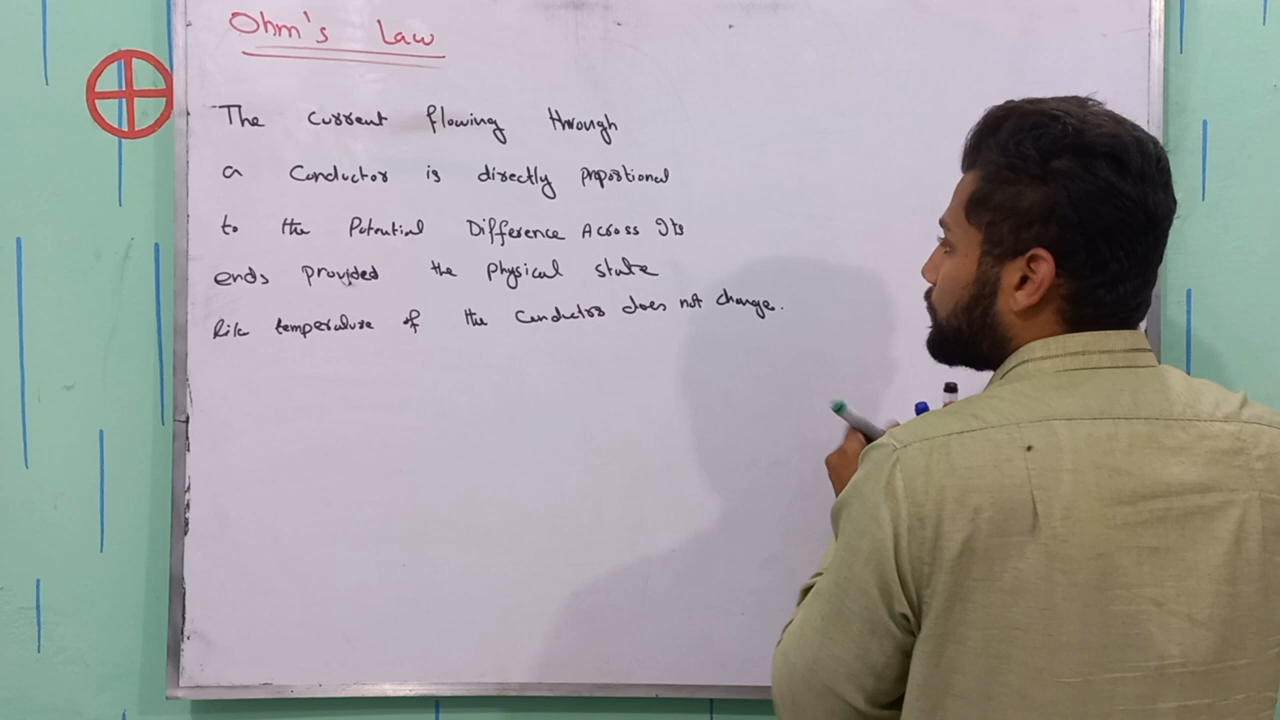 Ohm's Law
The current flowing through
a Conductor is directly proportional
to the Potential Difference Across Its
ends provided the physical state
like temperature of the conductor does not change.